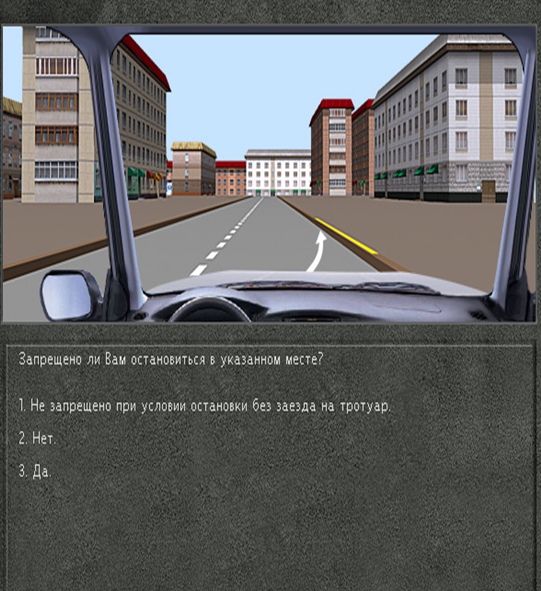 Запрещено ли Вам остановиться в указанном месте?
1. Не запрещено при условии остановки без заезда на тротуар.
2. Нет.
3. Да.